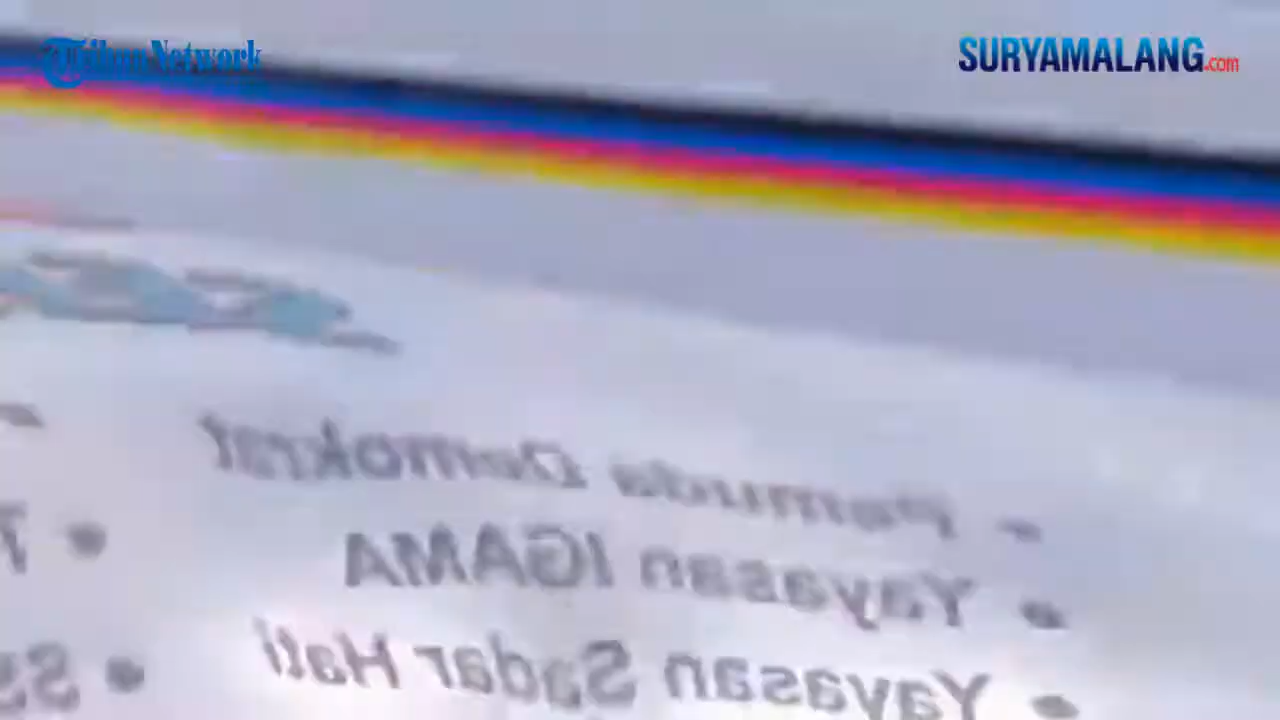 Tribun Network
SURYAMALANG.com
• Pemuda Demokrat
• Yayasan IGAMA
• Yayasan Sadar Hati